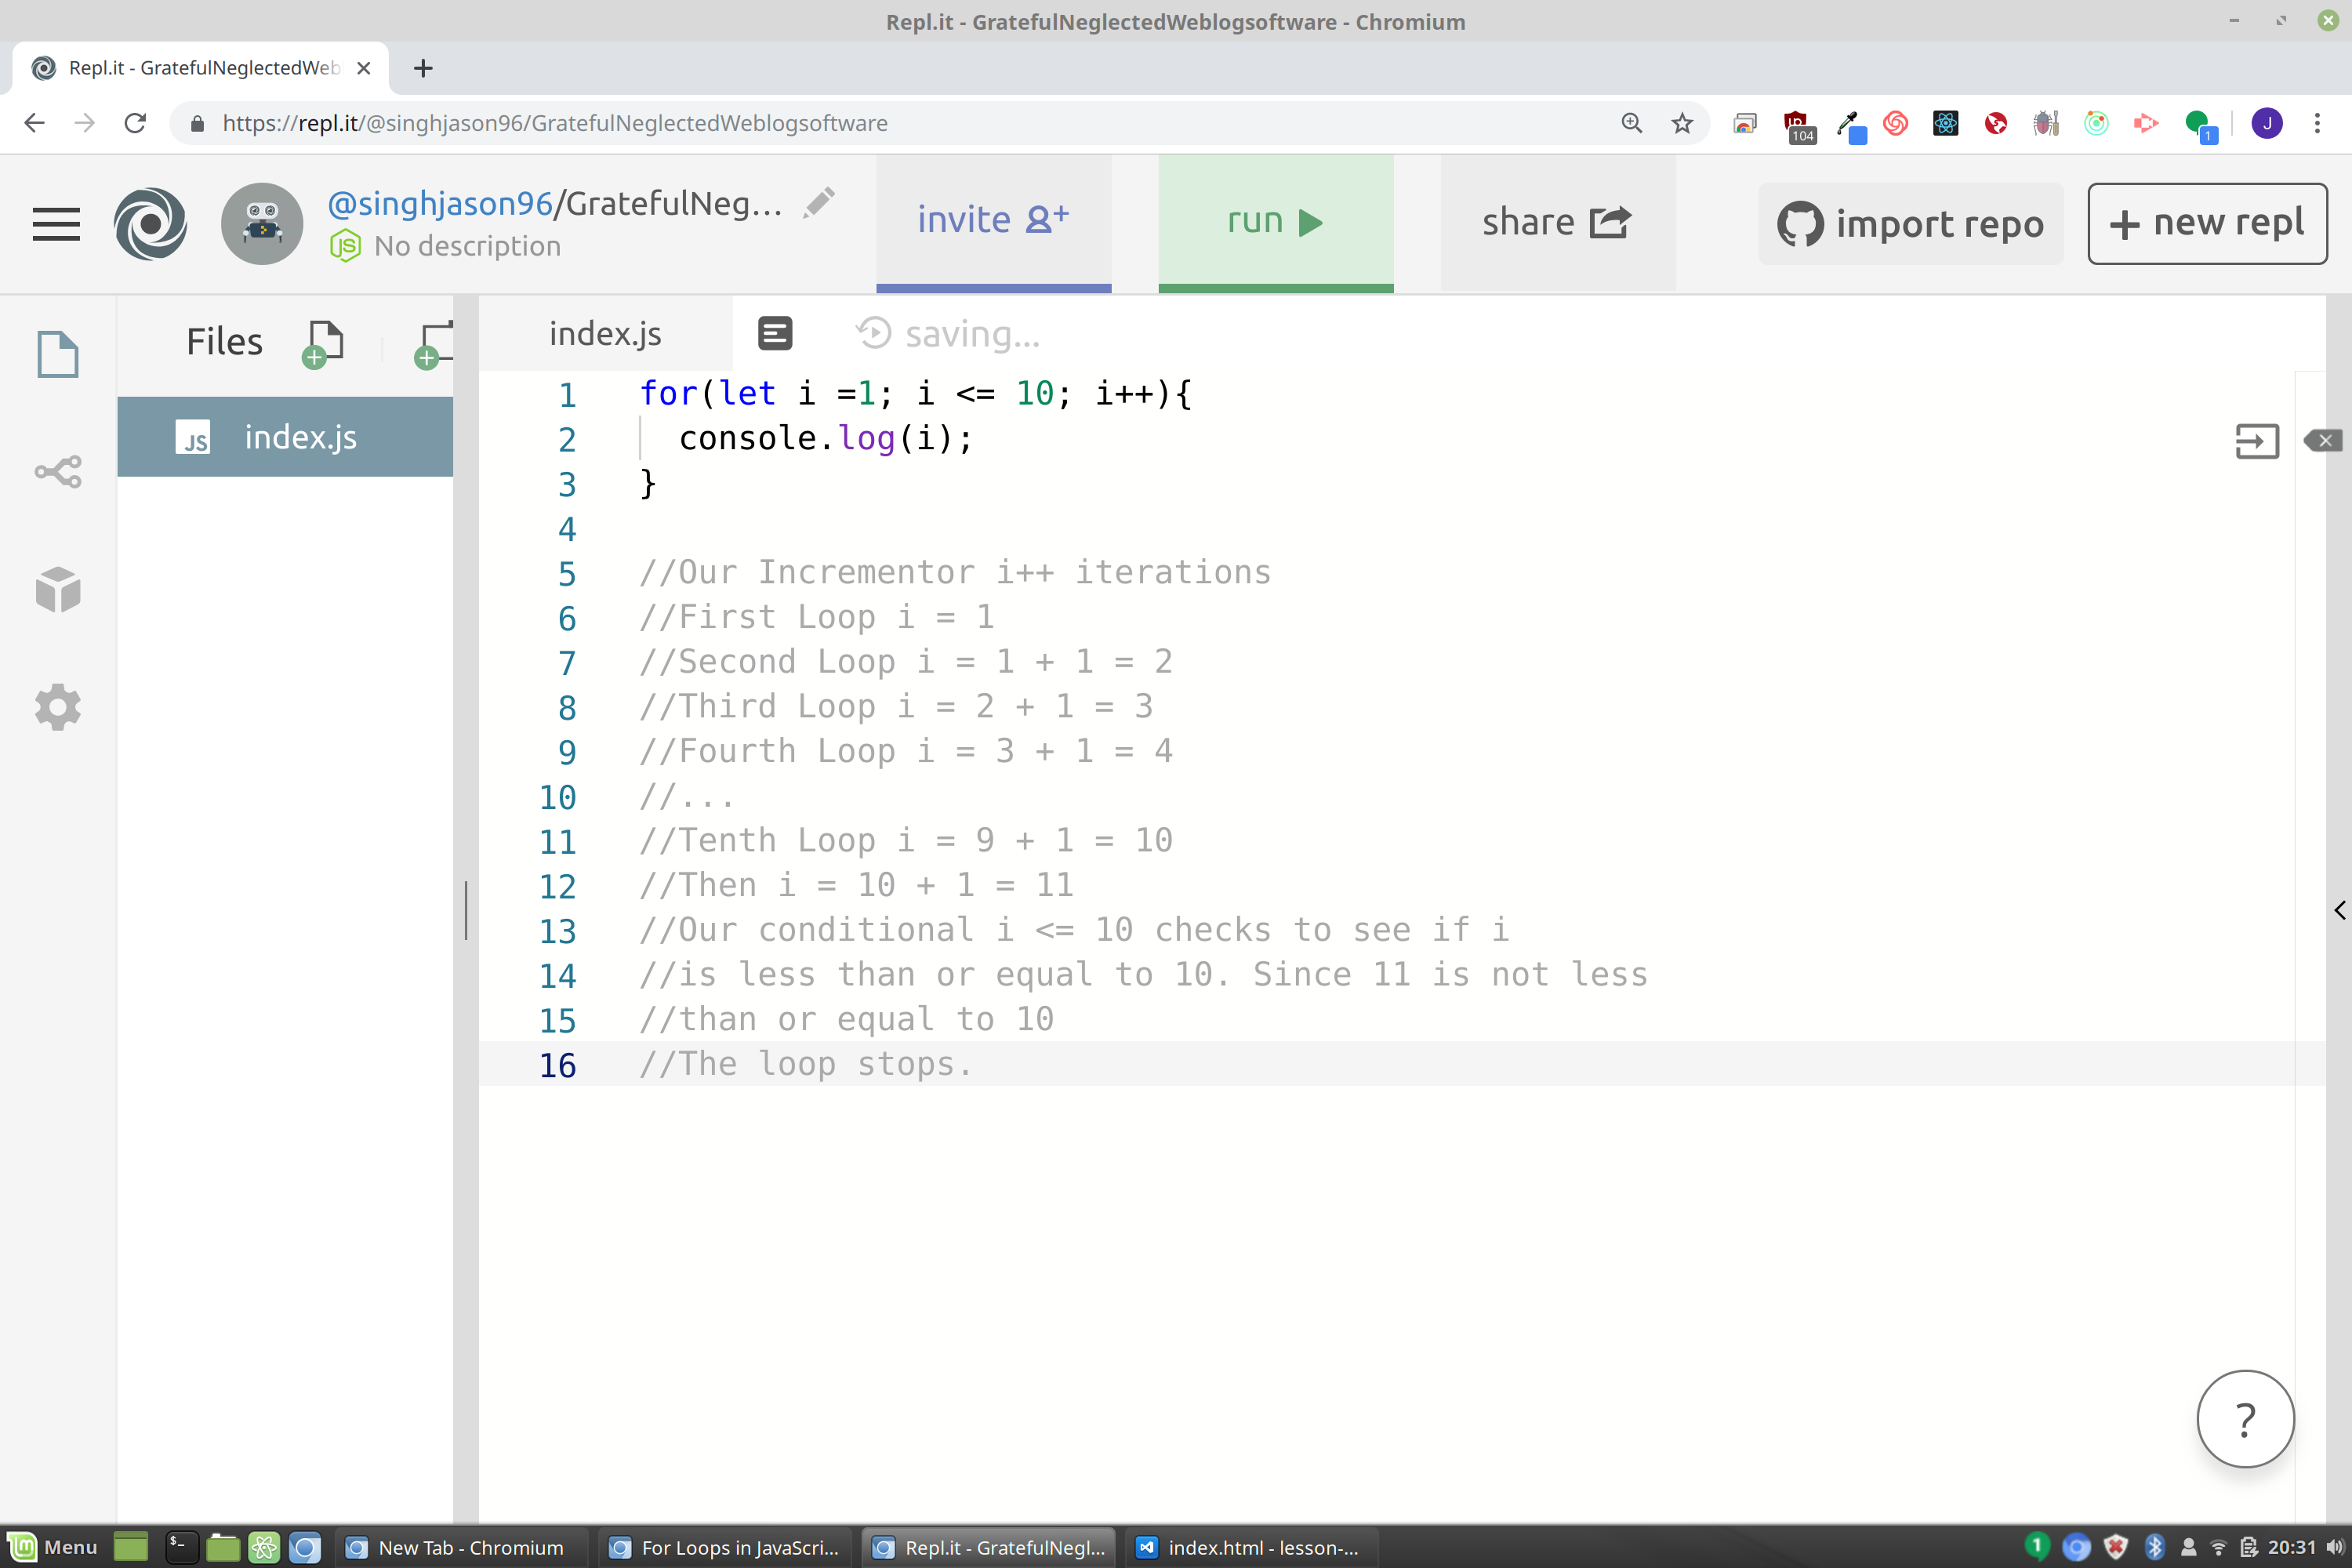 Repl.it - GratefulNeglectedWeblogsoftware - Chromium
Repl.it - GratefulNeglectedWeb
https://repl.it/@singhjason96/GratefulNeglectedWeblogsoftware
104
1
J
@singhjason96/GratefulNeg...
No description
invite
run
share
import repo
+ new repl
Files
index.js
saving...
JS index.js
1 for(let i =1; i <= 10; i++){
2 console.log(i);
3 }
4
5 //Our Incrementor i++ iterations
6 //First Loop i = 1
7 //Second Loop i = 1 + 1 = 2
8 //Third Loop i = 2 + 1 = 3
9 //Fourth Loop i = 3 + 1 = 4
10 //...
11 //Tenth Loop i = 9 + 1 = 10
12 //Then i = 10 + 1 = 11
13 //Our conditional i <= 10 checks to see if i
14 //is less than or equal to 10. Since 11 is not less
15 //than or equal to 10
16 //The loop stops.
?
Menu
New Tab - Chromium
For Loops in JavaScri...
Repl.it - GratefulNegl...
index.html - lesson-...
1
20:31